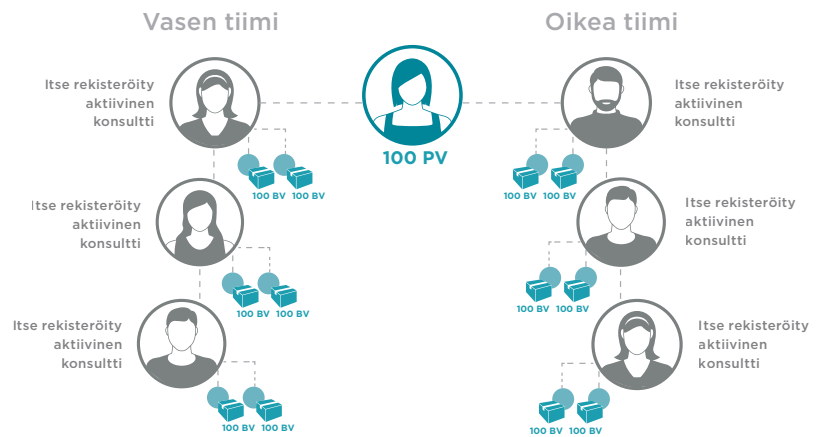 Vasen tiimi
Oikea tiimi
Itse rekisteröity
aktiivinen
konsultti
100 PV
Itse rekisteröity
aktiivinen
konsultti
100 BV 100 BV
100 BV 100 BV
Itse rekisteröity
aktiivinen
konsultti
Itse rekisteröity
aktiivinen
konsultti
100 BV 100 BV
100 BV 100 BV
Itse rekisteröity
aktiivinen
konsultti
Itse rekisteröity
aktiivinen
konsultti
100 BV 100 BV
100 BV 100 BV